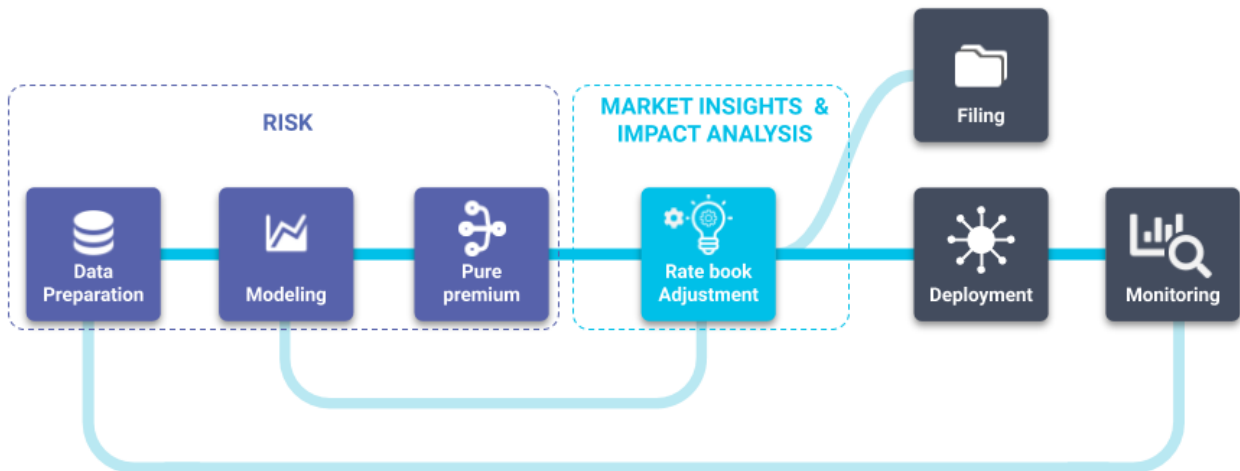 RISK
MARKET INSIGHTS &
IMPACT ANALYSIS
Filing
Data
Preparation
Modeling
Pure
premium
Rate book
Adjustment
Deployment
Monitoring